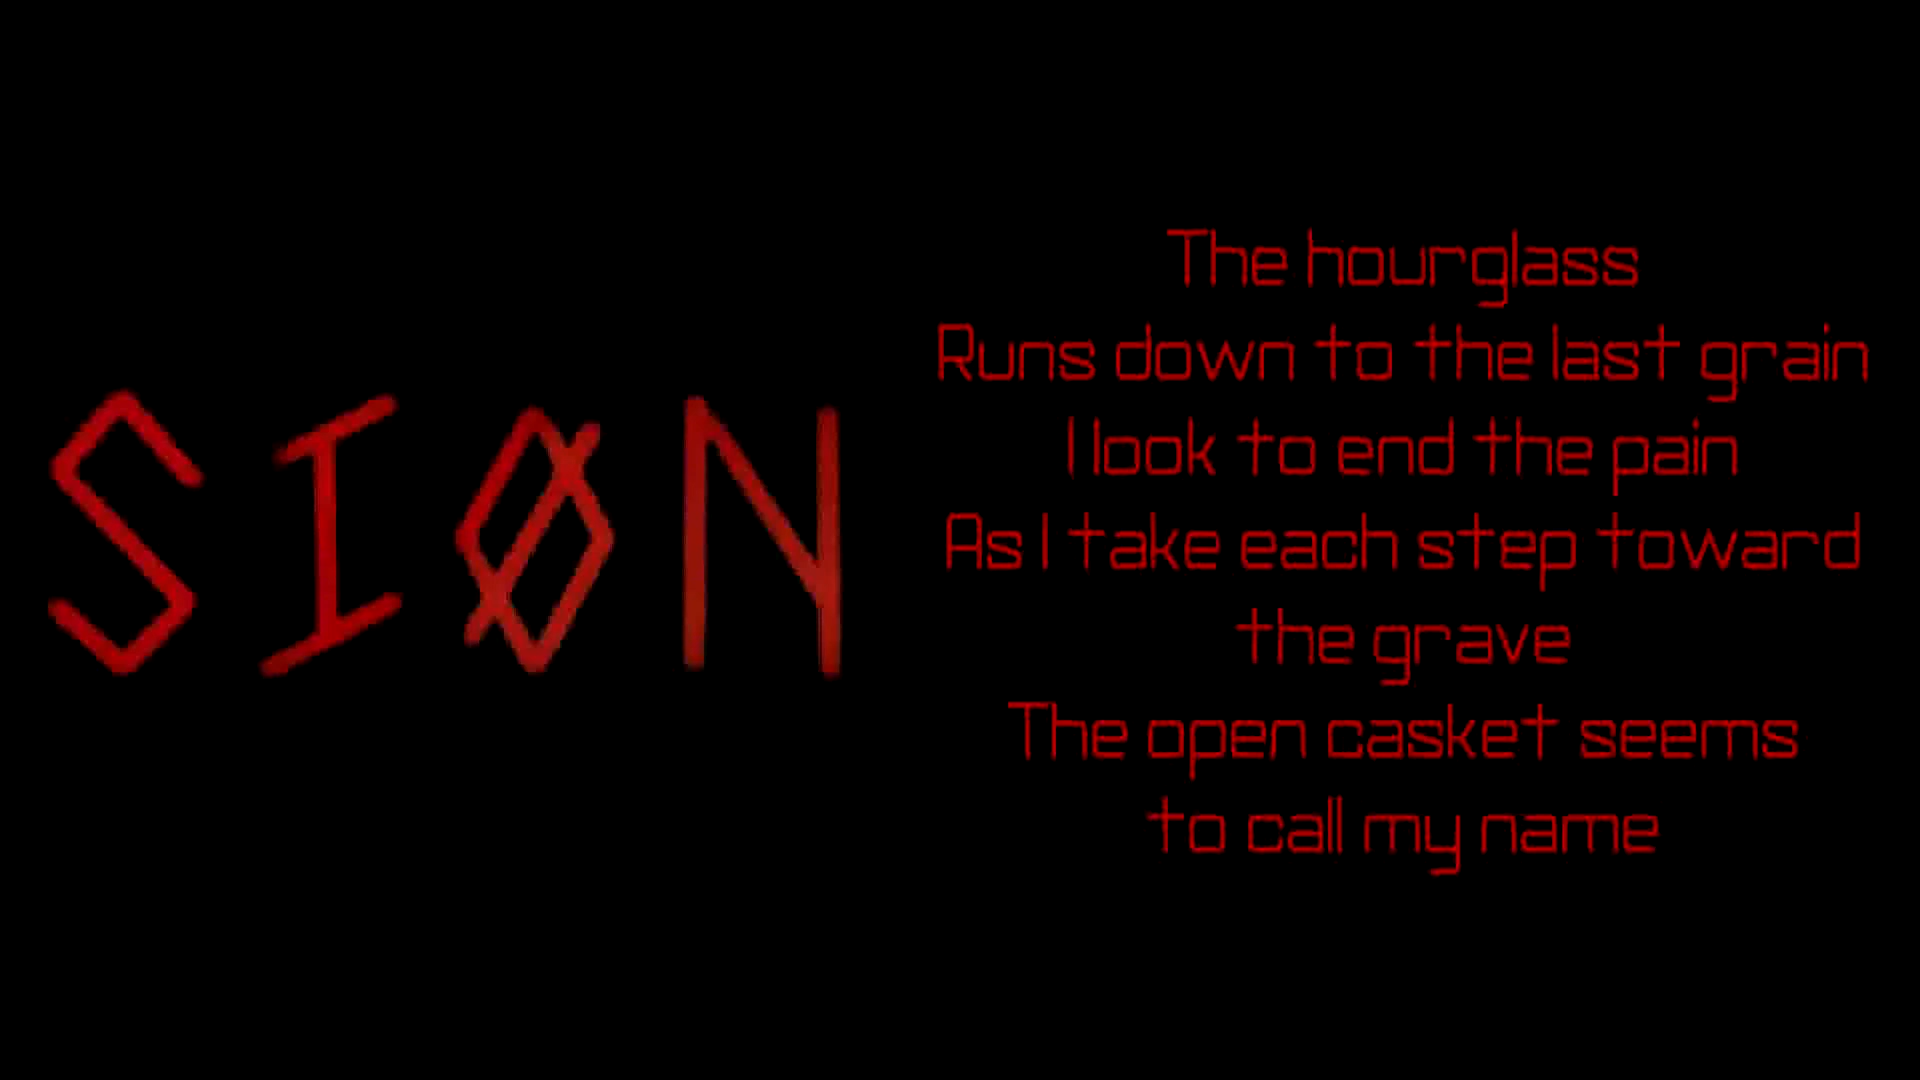 SIØN
The hourglass
Runs down to the last grain
I look to end the pain
As I take each step toward
the grave
The open casket seems
to call my name